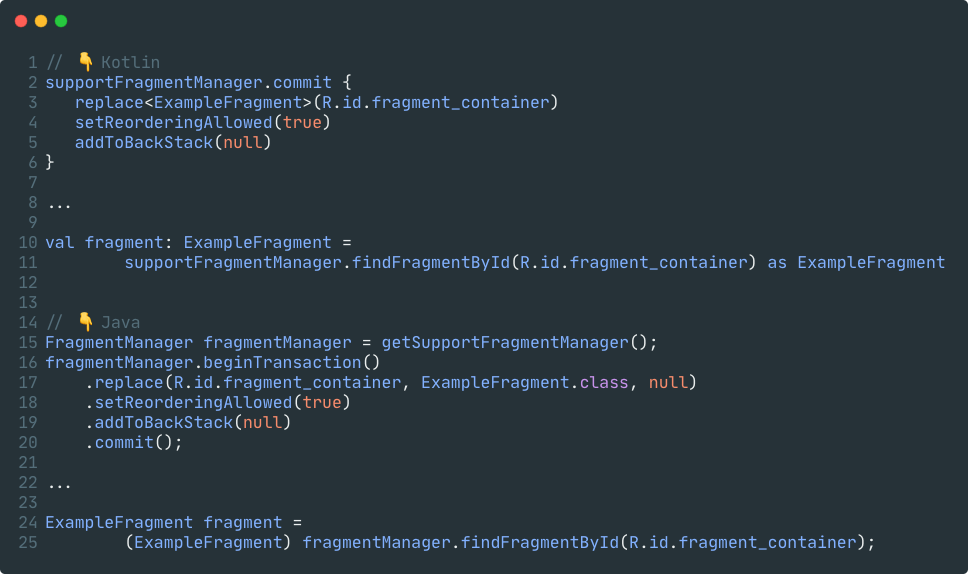 1 // 👇 Kotlin
2 supportFragmentManager.commit {
3    replace<ExampleFragment>(R.id.fragment_container)
4    setReorderingAllowed(true)
5    addToBackStack(null)
6 }
7
8 ...
9
10 val fragment: ExampleFragment =
11         supportFragmentManager.findFragmentById(R.id.fragment_container) as ExampleFragment
12
13
14 // 👇 Java
15 FragmentManager fragmentManager = getSupportFragmentManager();
16 fragmentManager.beginTransaction()
17     .replace(R.id.fragment_container, ExampleFragment.class, null)
18     .setReorderingAllowed(true)
19     .addToBackStack(null)
20     .commit();
21
22 ...
23
24 ExampleFragment fragment =
25         (ExampleFragment) fragmentManager.findFragmentById(R.id.fragment_container);